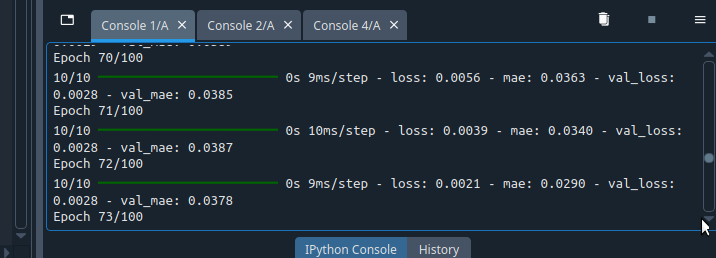 Console 1/A
Console 2/A
Console 4/A
Epoch 70/100
10/10 0s 9ms/step - loss: 0.0056 - mae: 0.0363 - val_loss:
0.0028 - val_mae: 0.0385
Epoch 71/100
10/10 0s 10ms/step - loss: 0.0039 - mae: 0.0340 - val_loss:
0.0028 - val_mae: 0.0387
Epoch 72/100
10/10 0s 9ms/step - loss: 0.0021 - mae: 0.0290 - val_loss:
0.0028 - val_mae: 0.0378
Epoch 73/100
IPython Console
History